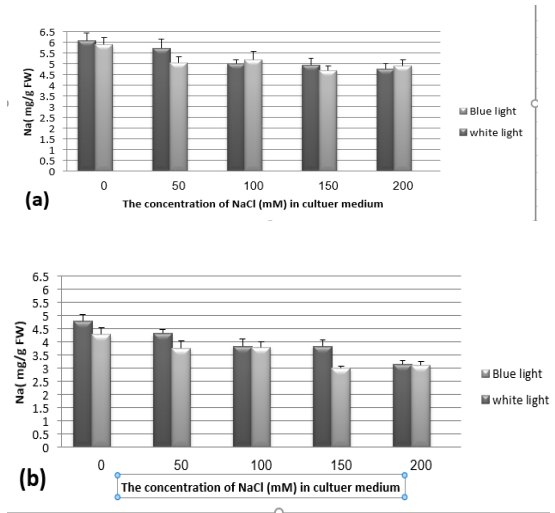 6.5
6
5.5
5
4.5
4
3.5
3
2.5
2
1.5
1
0.5
0
Na( mg/g FW)
0 50 100 150 200
The concentration of NaCl (mM) in cultuer medium
Blue light
white light
(a)
6.5
6
5.5
5
4.5
4
3.5
3
2.5
2
1.5
1
0.5
0
Na( mg/g FW)
0 50 100 150 200
The concentration of NaCl (mM) in cultuer medium
Blue light
white light
(b)